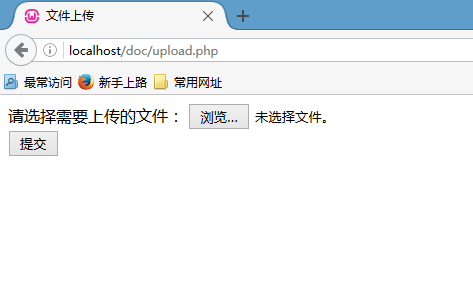 文件上传
localhost/doc/upload.php
最常访问 新手上路 常用网址
请选择需要上传的文件： 浏览... 未选择文件。
提交